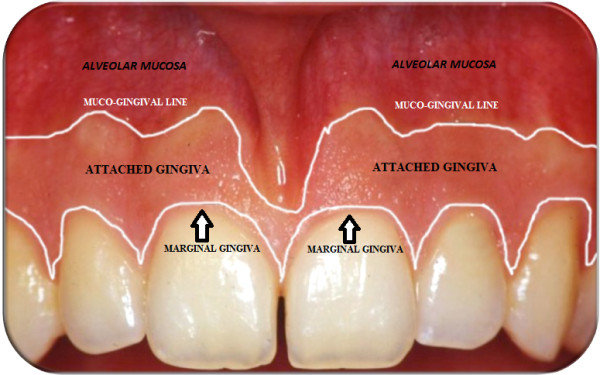 ALVEOLAR MUCOSA
ALVEOLAR MUCOSA
MUCO-GINGIVAL LINE
MUCO-GINGIVAL LINE
ATTACHED GINGIVA
ATTACHED GINGIVA
MARGINAL GINGIVA
MARGINAL GINGIVA